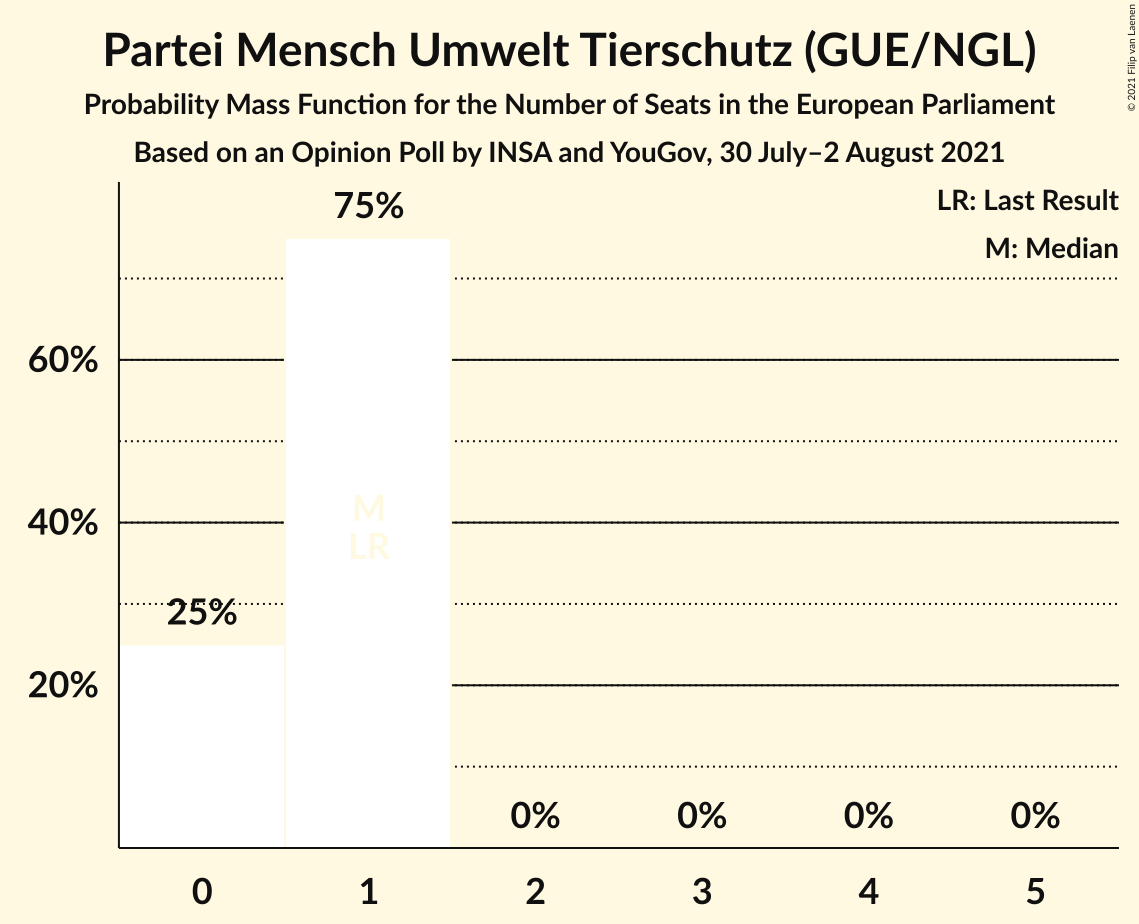 Partei Mensch Umwelt Tierschutz (GUE/NGL)
Probability Mass Function for the Number of Seats in the European Parliament
Based on an Opinion Poll by INSA and YouGov, 30 July–2 August 2021
© 2021 Filip van Laenen
LR: Last Result
M: Median
75%
60%
M
40%
LR
25%
20%
0% 0% 0% 0%
0 1 2 3 4 5